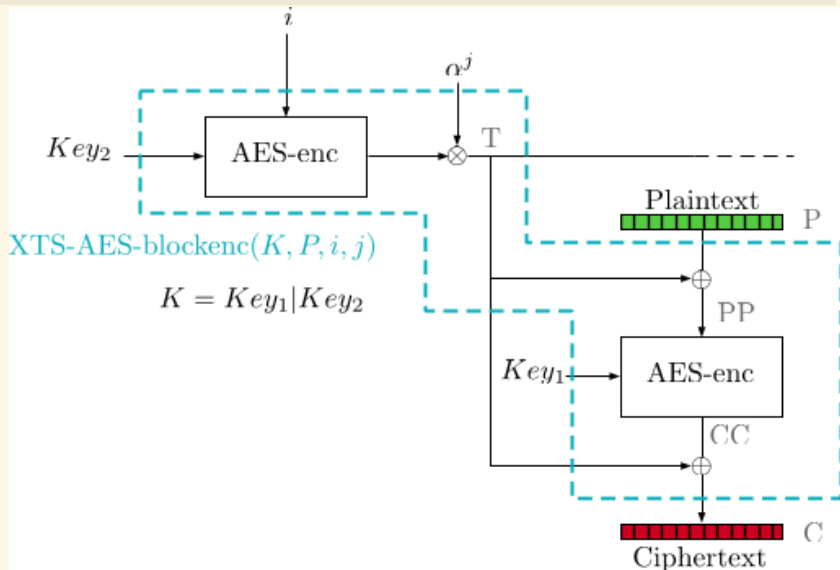 i
α^j
T
Key₂
AES-enc
Plaintext
P
XTS-AES-blockenc(K, P, i, j)
K = Key₁|Key₂
PP
Key₁
AES-enc
CC
C
Ciphertext